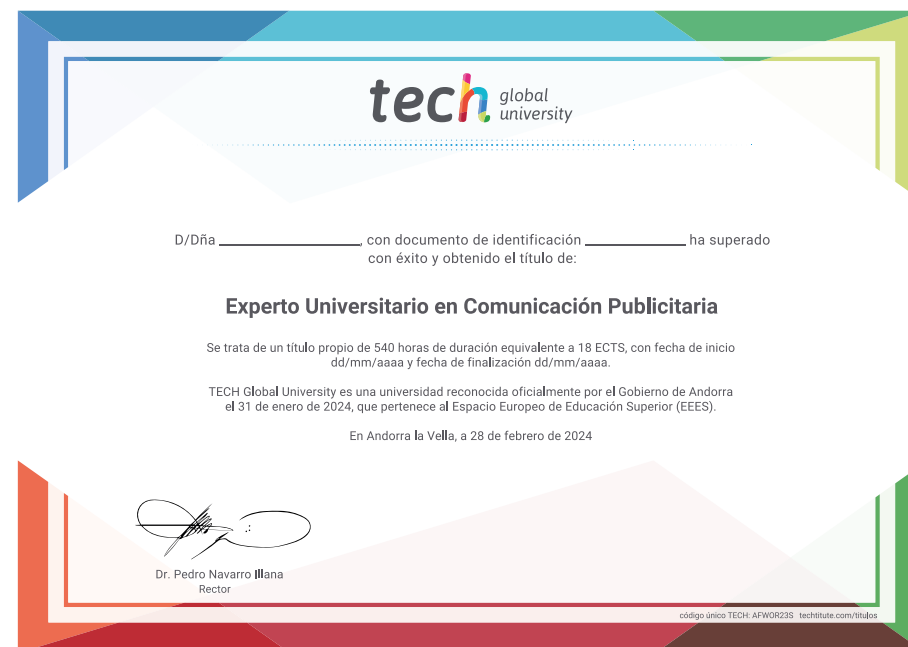 tech global
university
D/Dña ____________________, con documento de identificación ______________ ha superado
con éxito y obtenido el título de:
Experto Universitario en Comunicación Publicitaria
Se trata de un título propio de 540 horas de duración equivalente a 18 ECTS, con fecha de inicio
dd/mm/aaaa y fecha de finalización dd/mm/aaaa.
TECH Global University es una universidad reconocida oficialmente por el Gobierno de Andorra
el 31 de enero de 2024, que pertenece al Espacio Europeo de Educación Superior (EEES).
En Andorra la Vella, a 28 de febrero de 2024
Dr. Pedro Navarro Illana
Rector
código único TECH: AFWOR23S techtitute.com/titulos